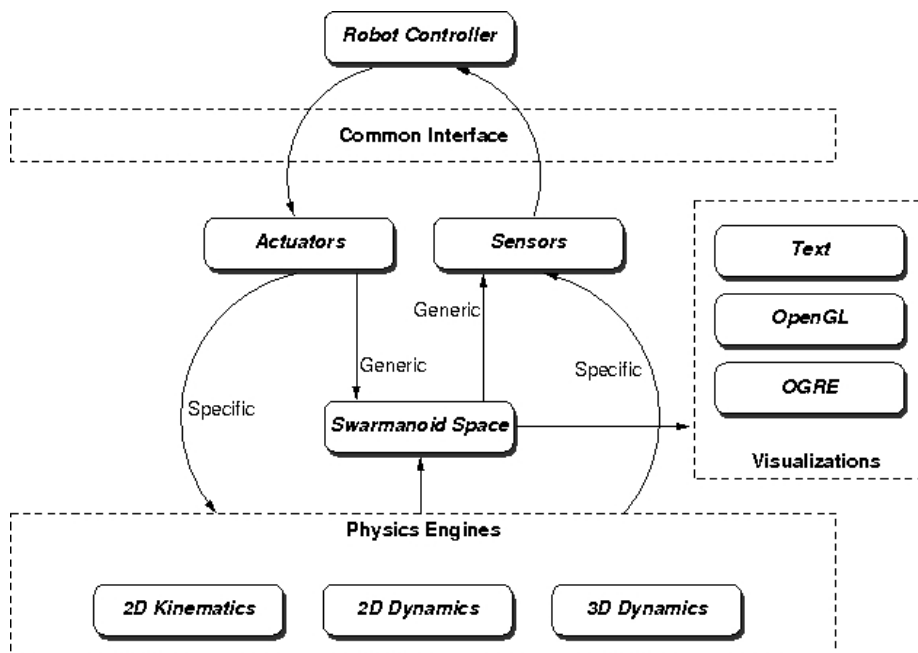 Robot Controller
Common Interface
Actuators
Sensors
Text
Generic
OpenGL
Generic
Specific
OGRE
Specific
Swarmanoid Space
Visualizations
Physics Engines
2D Kinematics
2D Dynamics
3D Dynamics